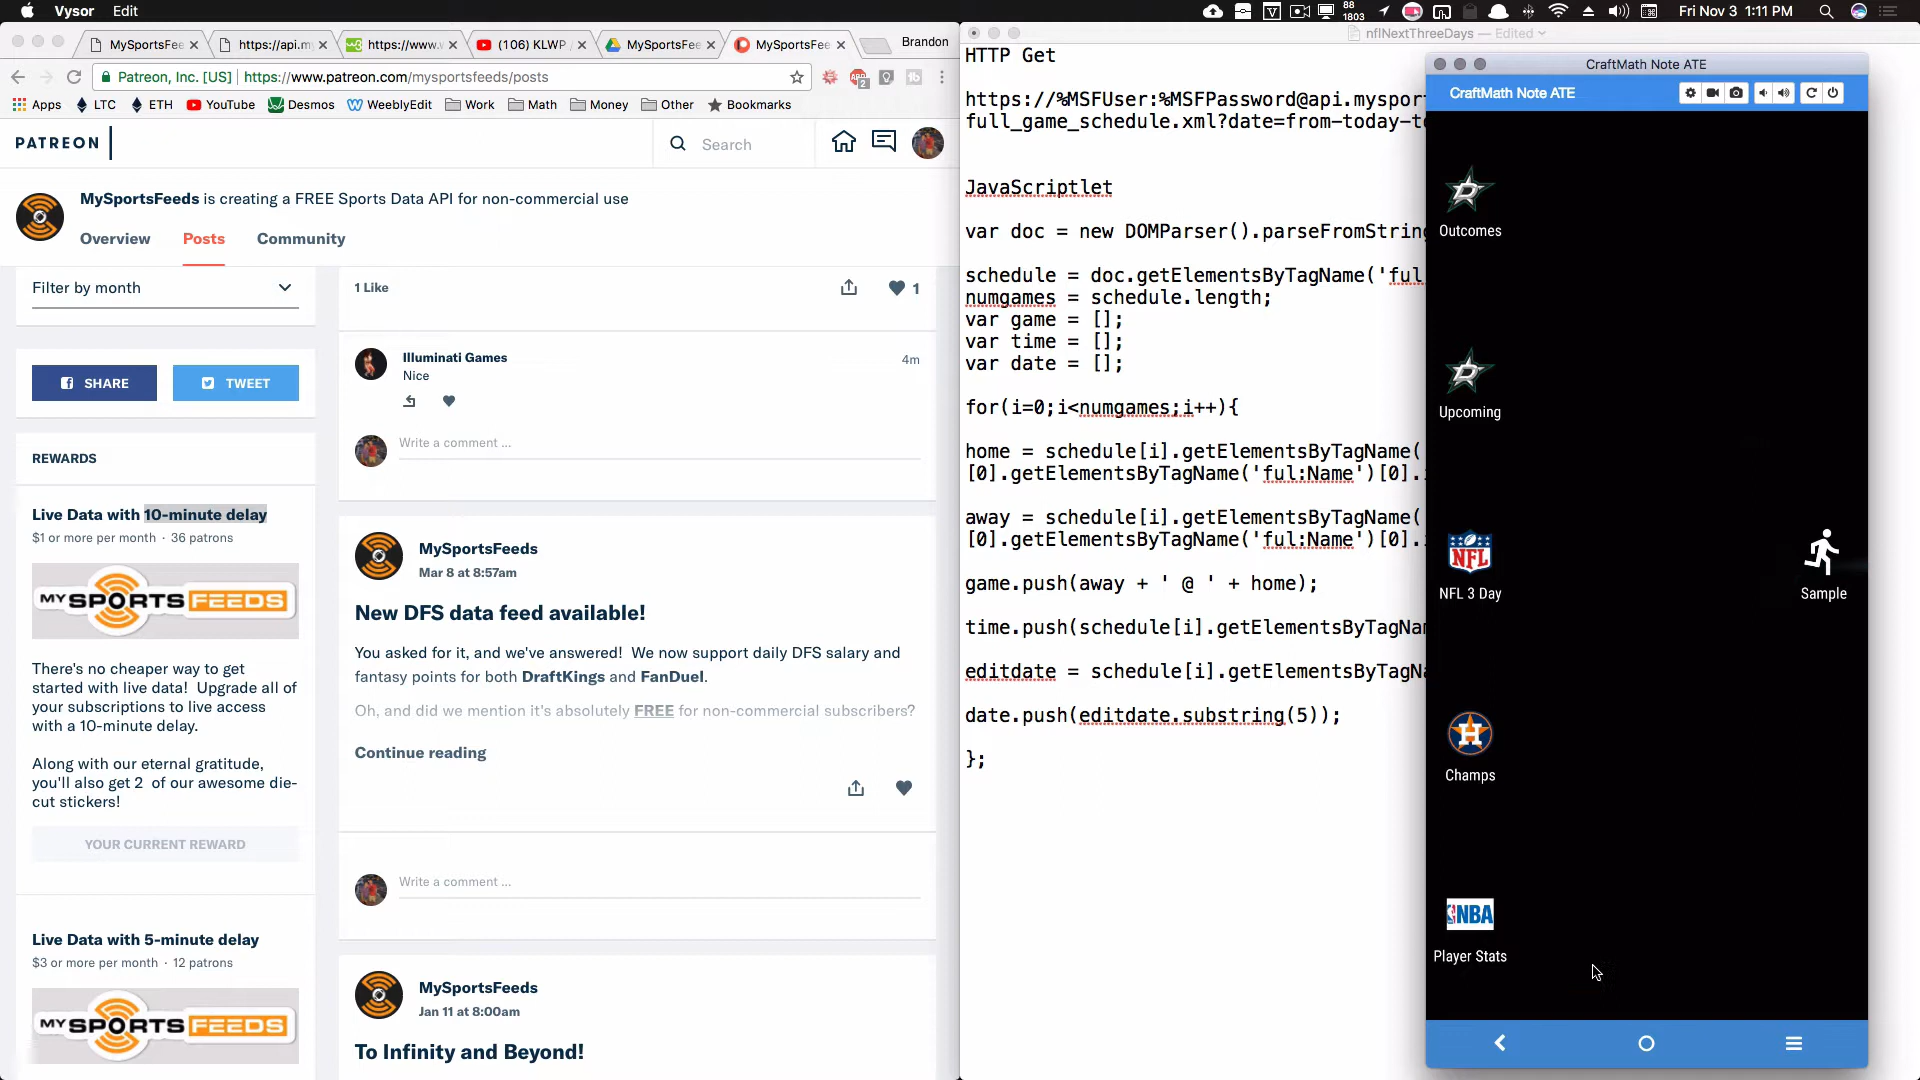 Vysor Edit
88
1803
Fri Nov 3 1:11 PM
MySportsFee
https://api.my
https://www.w
(106) KLWP
MySportsFee
MySportsFee
Brandon
Patreon, Inc. [US] https://www.patreon.com/mysportsfeeds/posts
Apps LTC ETH YouTube Desmos WeeblyEdit Work Math Money Other Bookmarks
PATREON
Search
MySportsFeeds is creating a FREE Sports Data API for non-commercial use
Overview Posts Community
Filter by month
SHARE
TWEET
REWARDS
Live Data with 10-minute delay
$1 or more per month · 36 patrons
MY SPORTS FEEDS
There's no cheaper way to get
started with live data! Upgrade all of
your subscriptions to live access
with a 10-minute delay.
Along with our eternal gratitude,
you'll also get 2 of our awesome die-
cut stickers!
YOUR CURRENT REWARD
Live Data with 5-minute delay
$3 or more per month · 12 patrons
MY SPORTS FEEDS
1 Like
1
Illuminati Games
4m
Nice
Write a comment ...
MySportsFeeds
Mar 8 at 8:57am
New DFS data feed available!
You asked for it, and we've answered! We now support daily DFS salary and
fantasy points for both DraftKings and FanDuel.
Oh, and did we mention it's absolutely FREE for non-commercial subscribers?
Continue reading
Write a comment ...
MySportsFeeds
Jan 11 at 8:00am
To Infinity and Beyond!
nflNextThreeDays — Edited
HTTP Get
https://%MSFUser:%MSFPassword@api.mysport
full_game_schedule.xml?date=from-today-to
JavaScriptlet
var doc = new DOMParser().parseFromString
schedule = doc.getElementsByTagName('ful
numgames = schedule.length;
var game = [];
var time = [];
var date = [];
for(i=0;i<numgames;i++){
home = schedule[i].getElementsByTagName(
[0].getElementsByTagName('ful:Name')[0].
away = schedule[i].getElementsByTagName(
[0].getElementsByTagName('ful:Name')[0].
game.push(away + ' @ ' + home);
time.push(schedule[i].getElementsByTagNam
editdate = schedule[i].getElementsByTagNa
date.push(editdate.substring(5));
};
CraftMath Note ATE
CraftMath Note ATE
D
Outcomes
D
Upcoming
NFL
NFL 3 Day
Sample
H
Champs
NBA
Player Stats